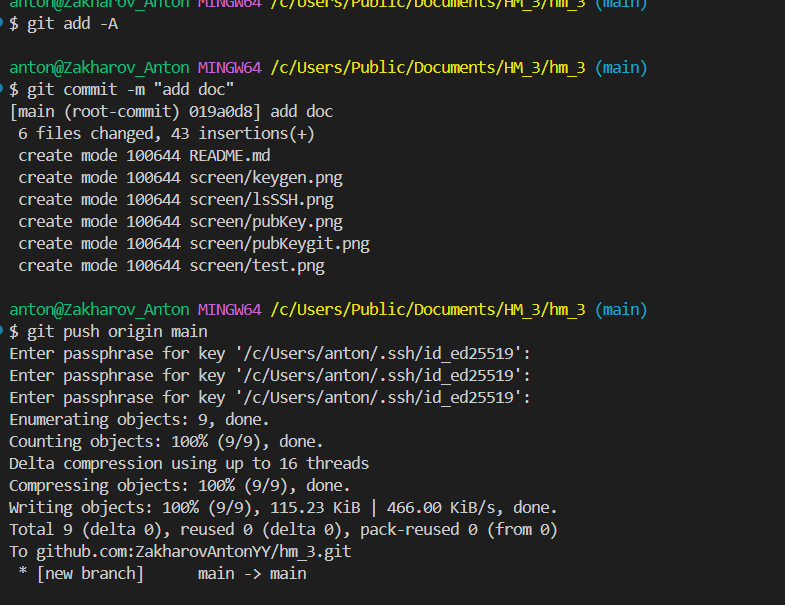 anton@Zakharov_Anton MINGW64 /c/Users/Public/Documents/HM_3/hm_3 (main)
$ git add -A
anton@Zakharov_Anton MINGW64 /c/Users/Public/Documents/HM_3/hm_3 (main)
$ git commit -m "add doc"
[main (root-commit) 019a0d8] add doc
 6 files changed, 43 insertions(+)
 create mode 100644 README.md
 create mode 100644 screen/keygen.png
 create mode 100644 screen/lsSSH.png
 create mode 100644 screen/pubKey.png
 create mode 100644 screen/pubKeygit.png
 create mode 100644 screen/test.png
anton@Zakharov_Anton MINGW64 /c/Users/Public/Documents/HM_3/hm_3 (main)
$ git push origin main
Enter passphrase for key '/c/Users/anton/.ssh/id_ed25519':
Enter passphrase for key '/c/Users/anton/.ssh/id_ed25519':
Enter passphrase for key '/c/Users/anton/.ssh/id_ed25519':
Enumerating objects: 9, done.
Counting objects: 100% (9/9), done.
Delta compression using up to 16 threads
Compressing objects: 100% (9/9), done.
Writing objects: 100% (9/9), 115.23 KiB | 466.00 KiB/s, done.
Total 9 (delta 0), reused 0 (delta 0), pack-reused 0 (from 0)
To github.com:ZakharovAntonYY/hm_3.git
 * [new branch]      main -> main